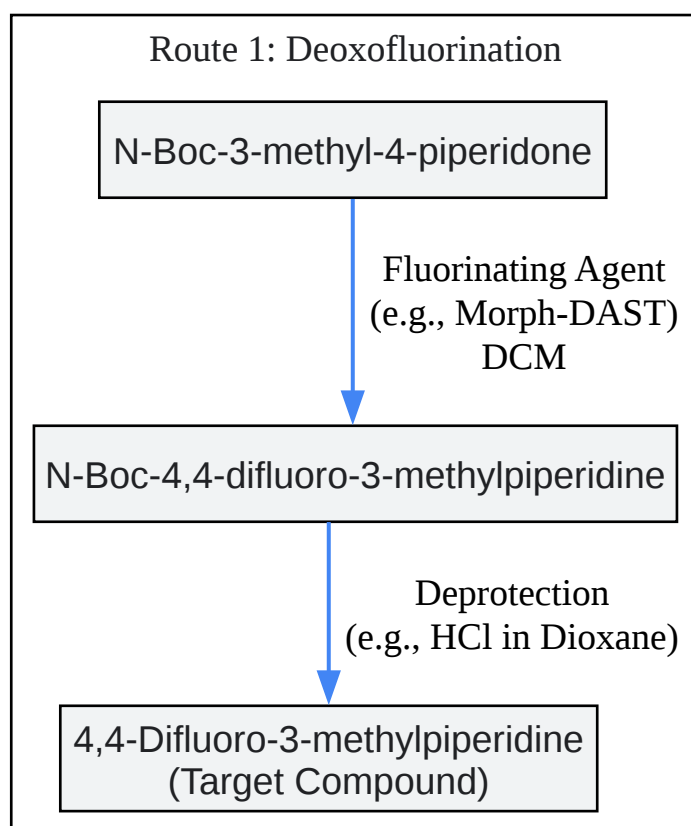 Route 1: Deoxofluorination
N-Boc-3-methyl-4-piperidone
Fluorinating Agent
(e.g., Morph-DAST)
DCM
N-Boc-4,4-difluoro-3-methylpiperidine
Deprotection
(e.g., HCl in Dioxane)
4,4-Difluoro-3-methylpiperidine
(Target Compound)